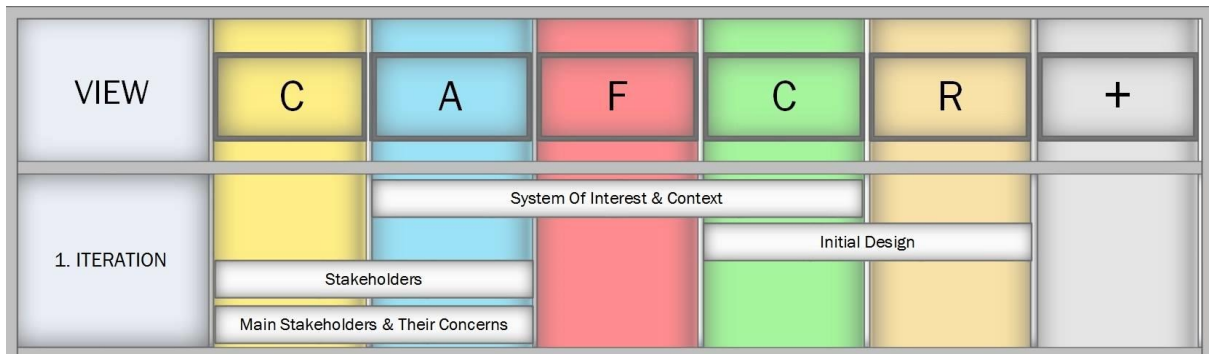 VIEW
C
A
F
C
R
+
System Of Interest & Context
Initial Design
1. ITERATION
Stakeholders
Main Stakeholders & Their Concerns